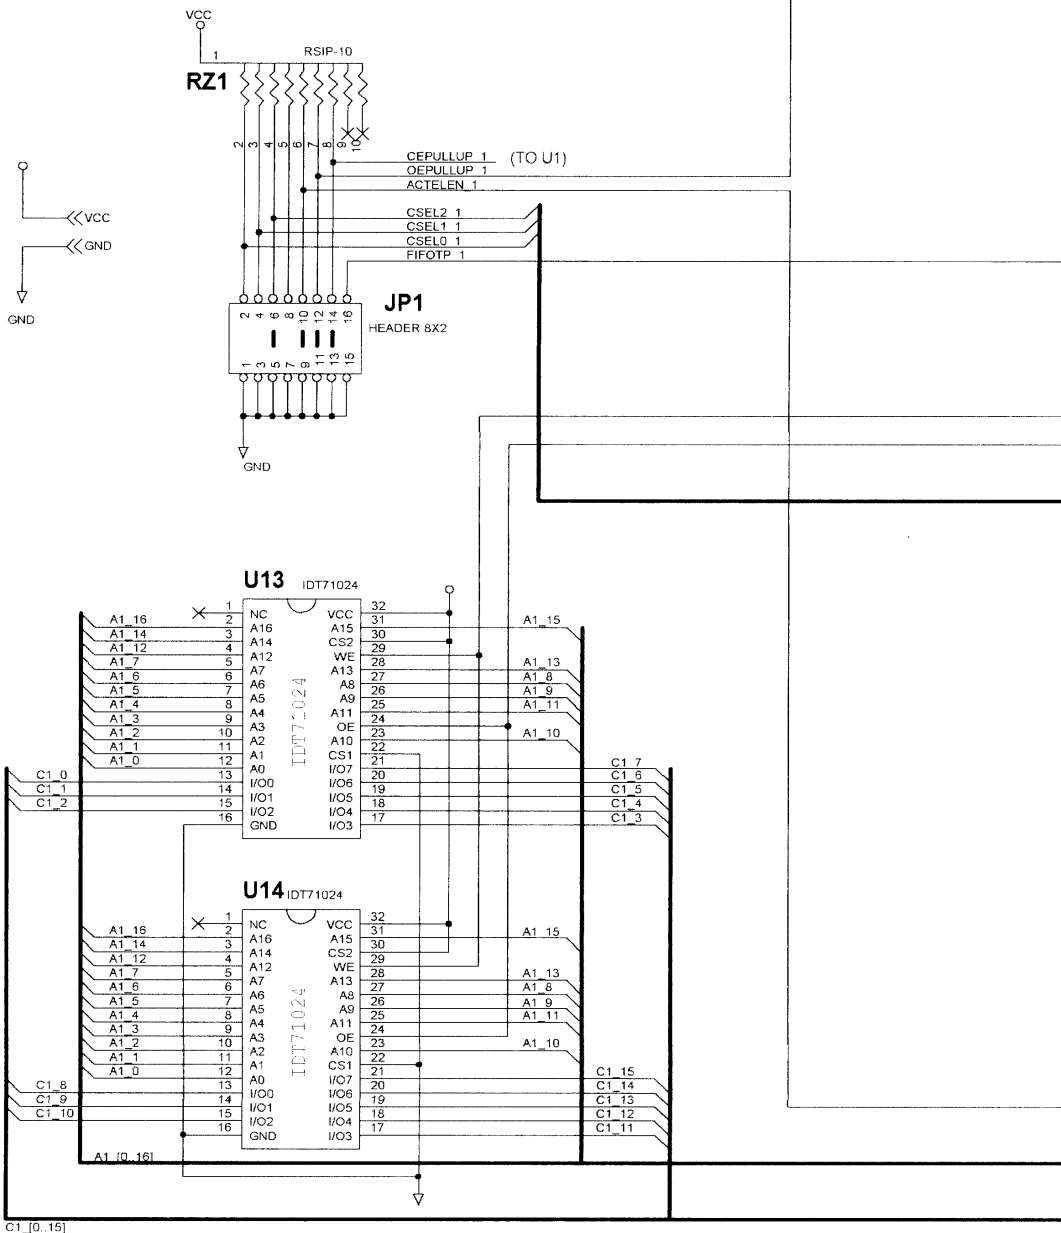 VCC
1
RSIP-10
RZ1
2 3 4 5 6 7 8 9 10
CEPULLUP_1 (TO U1)
OEPULLUP_1
ACTELEN_1
VCC
CSEL2_1
CSEL1_1
GND
CSEL0_1
FIFOTP_1
GND
JP1
HEADER 8X2
2 4 6 8 10 12 14 16
1 3 5 7 9 11 13 15
GND
U13 IDT71024
1 NC VCC 32
A1_16 2 A16 A15 31 A1_15
A1_14 3 A14 CS2 30
A1_12 4 A12 WE 29
A1_7 5 A7 A13 28 A1_13
A1_6 6 A6 A8 27 A1_8
A1_5 7 A5 A9 26 A1_9
A1_4 8 A4 A11 25 A1_11
A1_3 9 A3 OE 24
A1_2 10 A2 A10 23 A1_10
A1_1 11 A1 CS1 22
A1_0 12 A0 I/O7 21 C1_7
C1_0 13 I/O0 I/O6 20 C1_6
C1_1 14 I/O1 I/O5 19 C1_5
C1_2 15 I/O2 I/O4 18 C1_4
16 GND I/O3 17 C1_3
IDT71024
U14 IDT71024
1 NC VCC 32
A1_16 2 A16 A15 31 A1_15
A1_14 3 A14 CS2 30
A1_12 4 A12 WE 29
A1_7 5 A7 A13 28 A1_13
A1_6 6 A6 A8 27 A1_8
A1_5 7 A5 A9 26 A1_9
A1_4 8 A4 A11 25 A1_11
A1_3 9 A3 OE 24
A1_2 10 A2 A10 23 A1_10
A1_1 11 A1 CS1 22
A1_0 12 A0 I/O7 21 C1_15
C1_8 13 I/O0 I/O6 20 C1_14
C1_9 14 I/O1 I/O5 19 C1_13
C1_10 15 I/O2 I/O4 18 C1_12
16 GND I/O3 17 C1_11
IDT71024
A1_[0..16]
C1_[0..15]